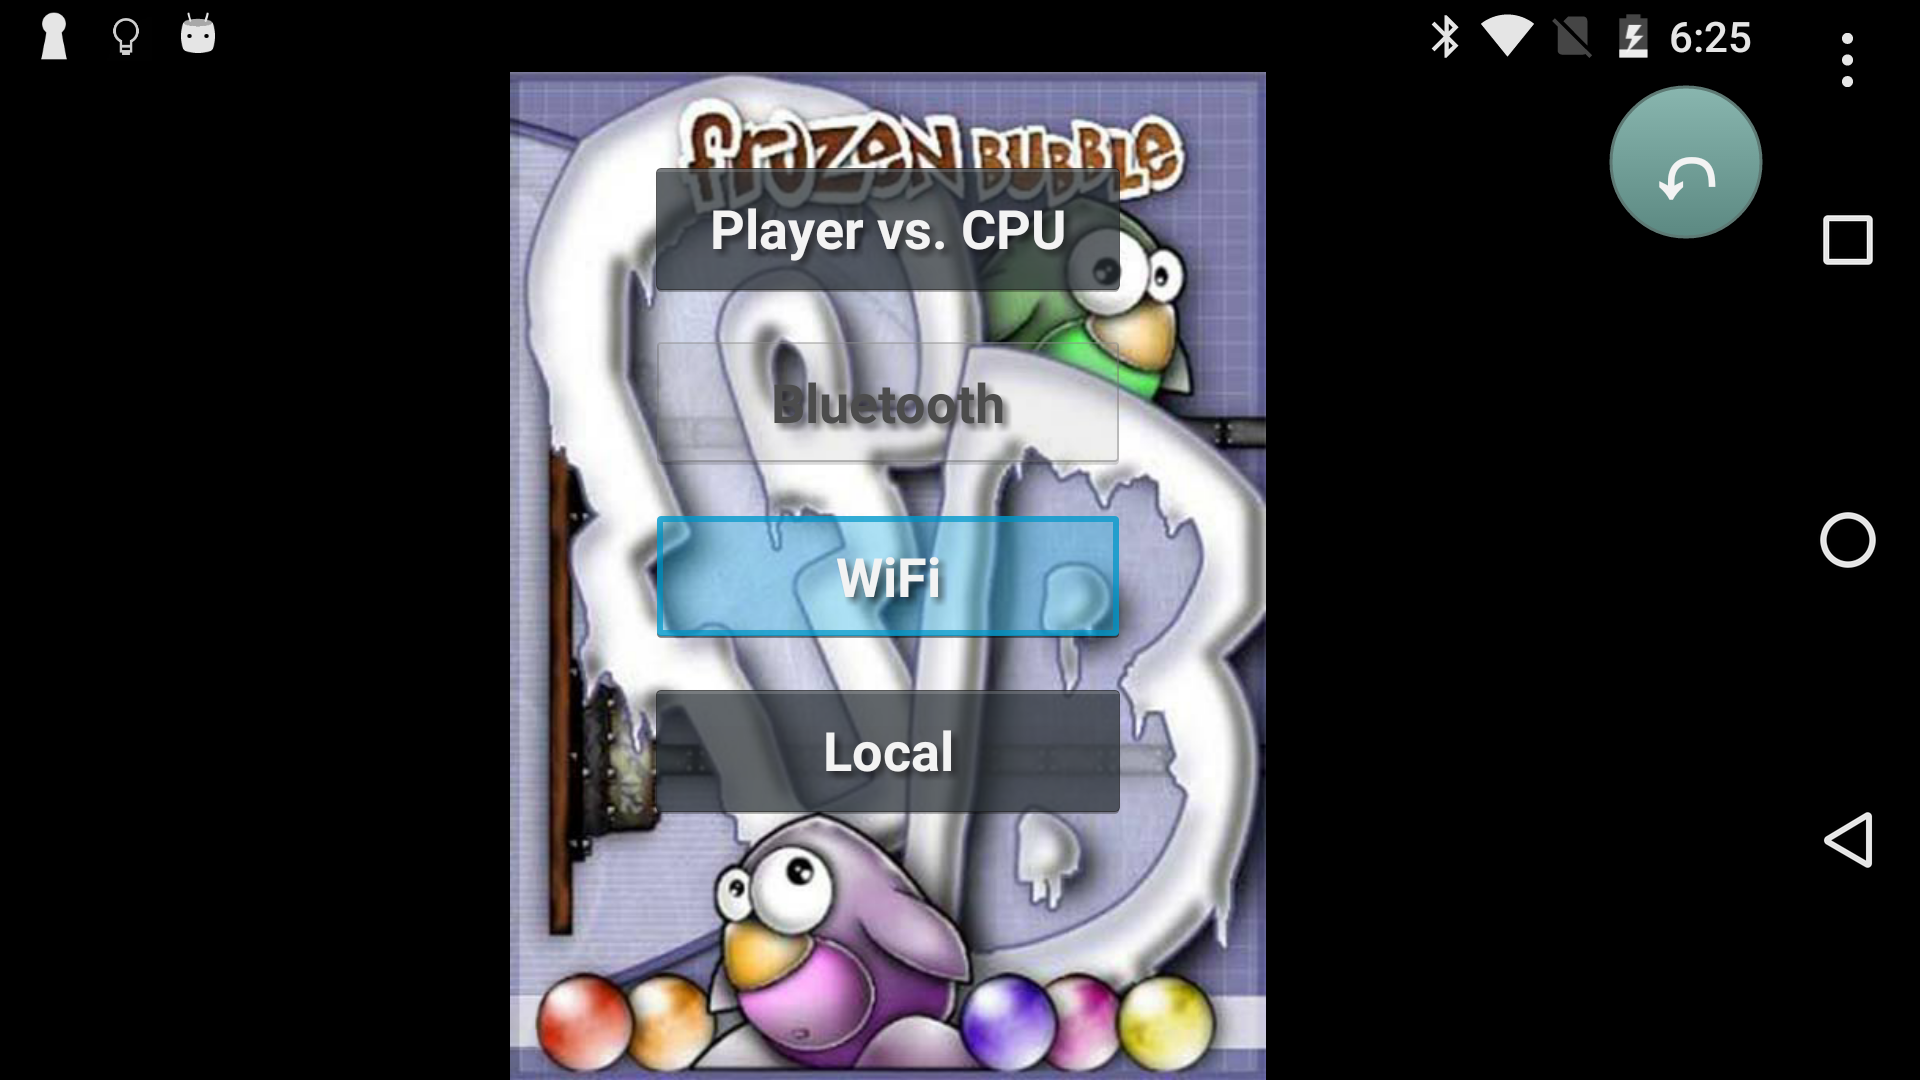 6:25
frozen BUBBLE
Player vs. CPU
Bluetooth
WiFi
Local